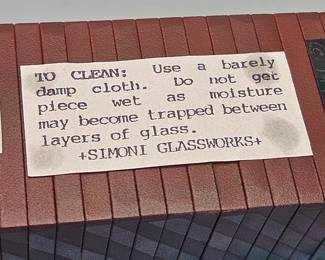 TO CLEAN: Use a barely
damp cloth. Do not get
piece wet as moisture
may become trapped between
layers of glass.
+SIMONI GLASSWORKS+